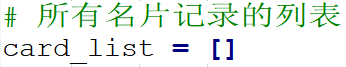 # 所有名片记录的列表
card_list = []